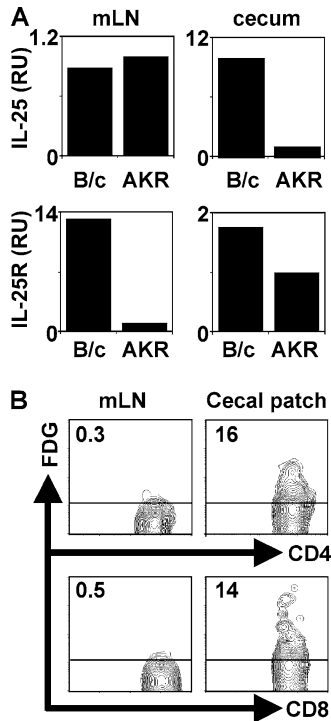 A
mLN cecum
IL-25 (RU)
1.2
0
12
0
B/c AKR B/c AKR
IL-25R (RU)
14
0
2
0
B/c AKR B/c AKR
B
mLN Cecal patch
FDG
0.3 16
CD4
0.5 14
CD8